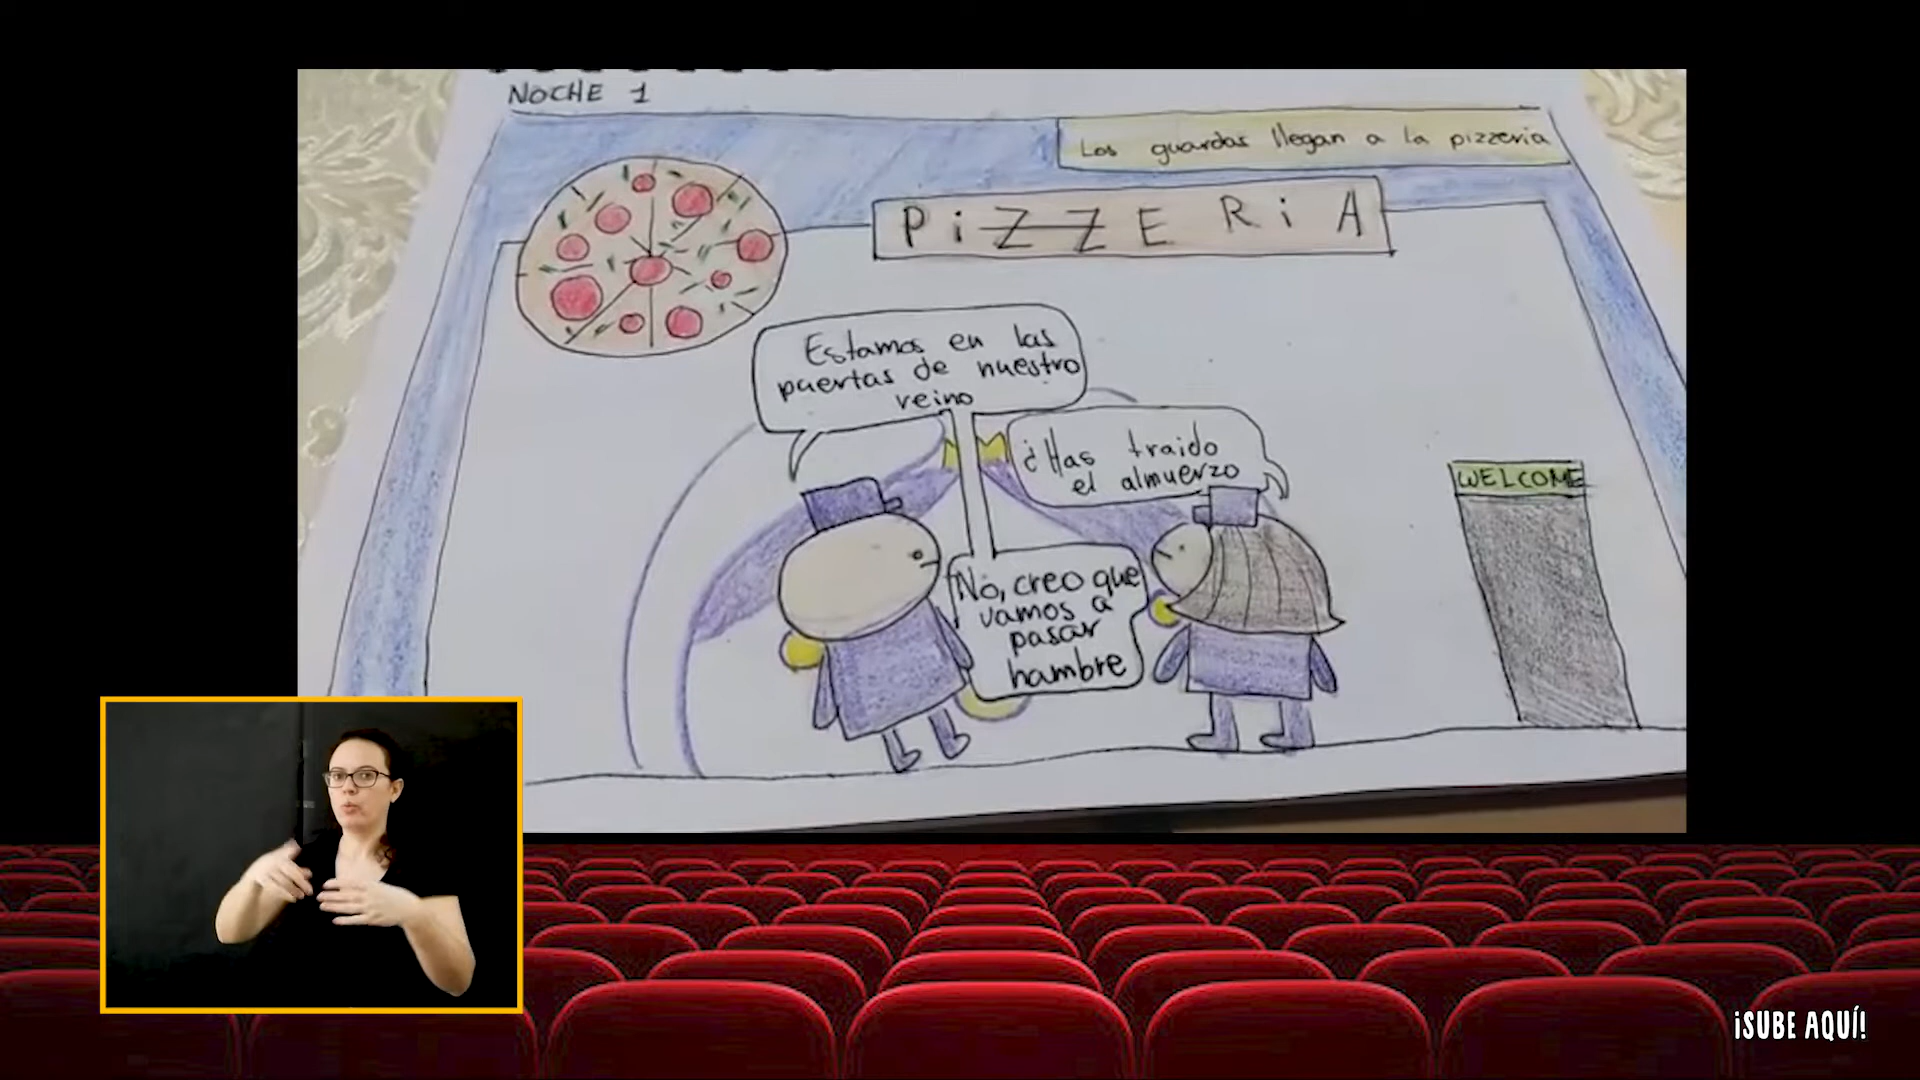 NOCHE 1
Los guardas llegan a la pizzeria
PiZZERiA
Estamos en las
puertas de nuestro
reino
¿Has traido
el almuerzo
WELCOME
No, creo que
vamos a
pasar
hambre
¡SUBE AQUÍ!